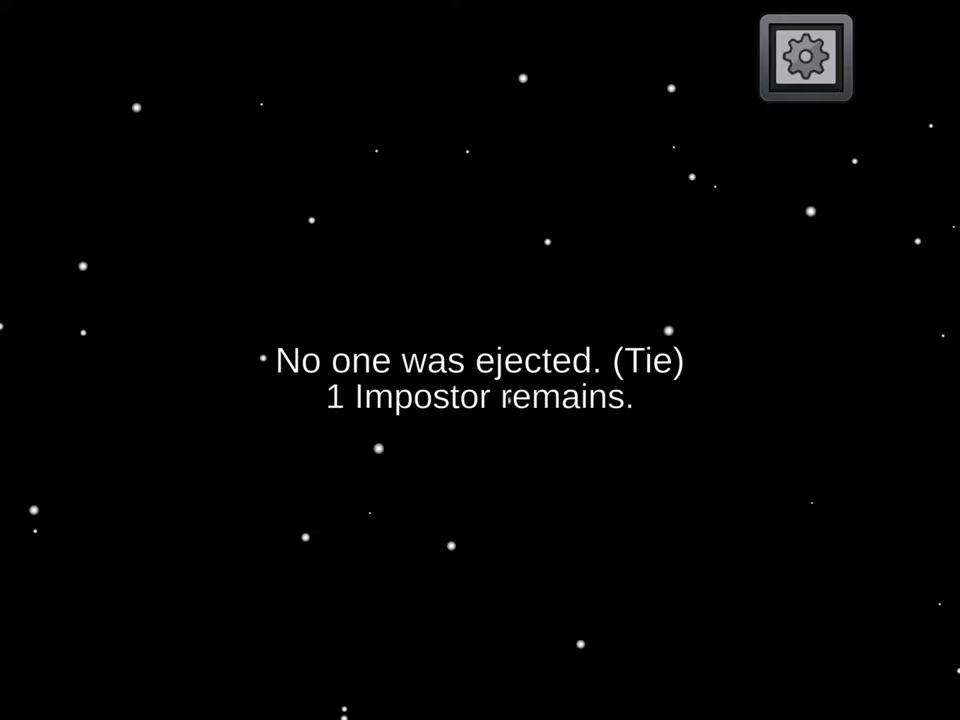 No one was ejected. (Tie)
1 Impostor remains.